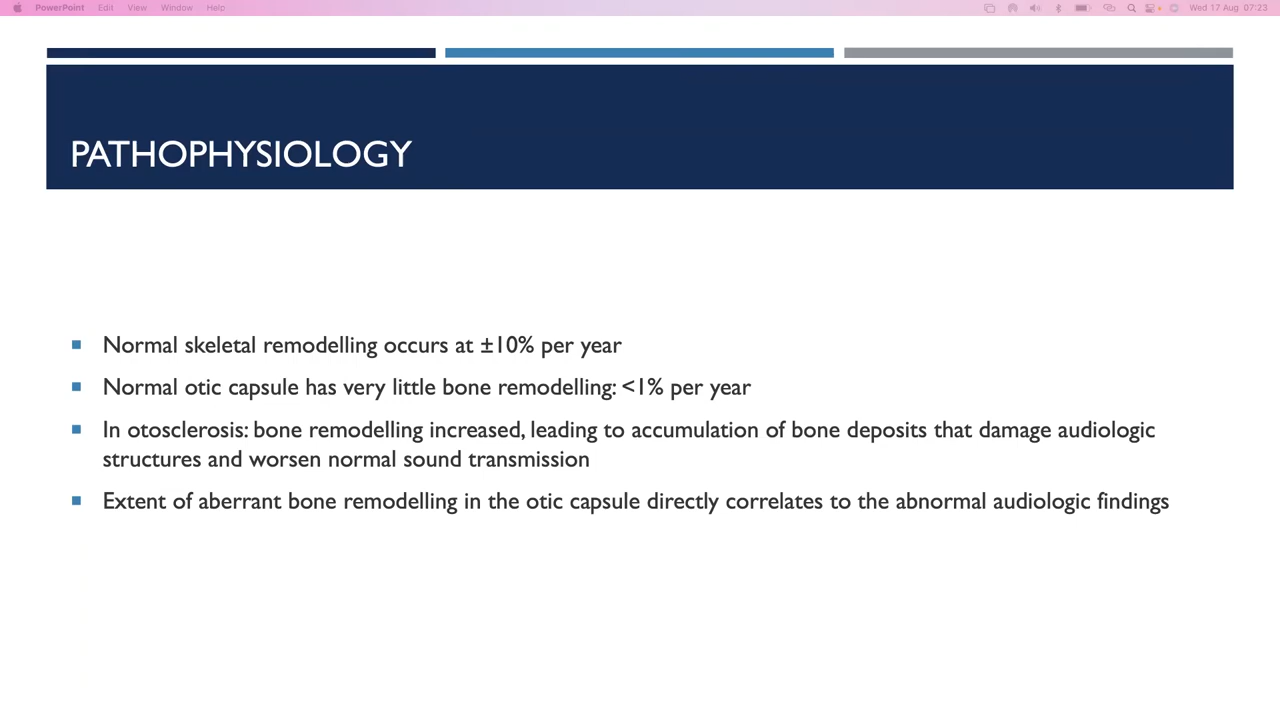 PowerPoint Edit View Window Help Wed 17 Aug 07:23
PATHOPHYSIOLOGY
Normal skeletal remodelling occurs at ±10% per year
Normal otic capsule has very little bone remodelling: <1% per year
In otosclerosis: bone remodelling increased, leading to accumulation of bone deposits that damage audiologic
structures and worsen normal sound transmission
Extent of aberrant bone remodelling in the otic capsule directly correlates to the abnormal audiologic findings